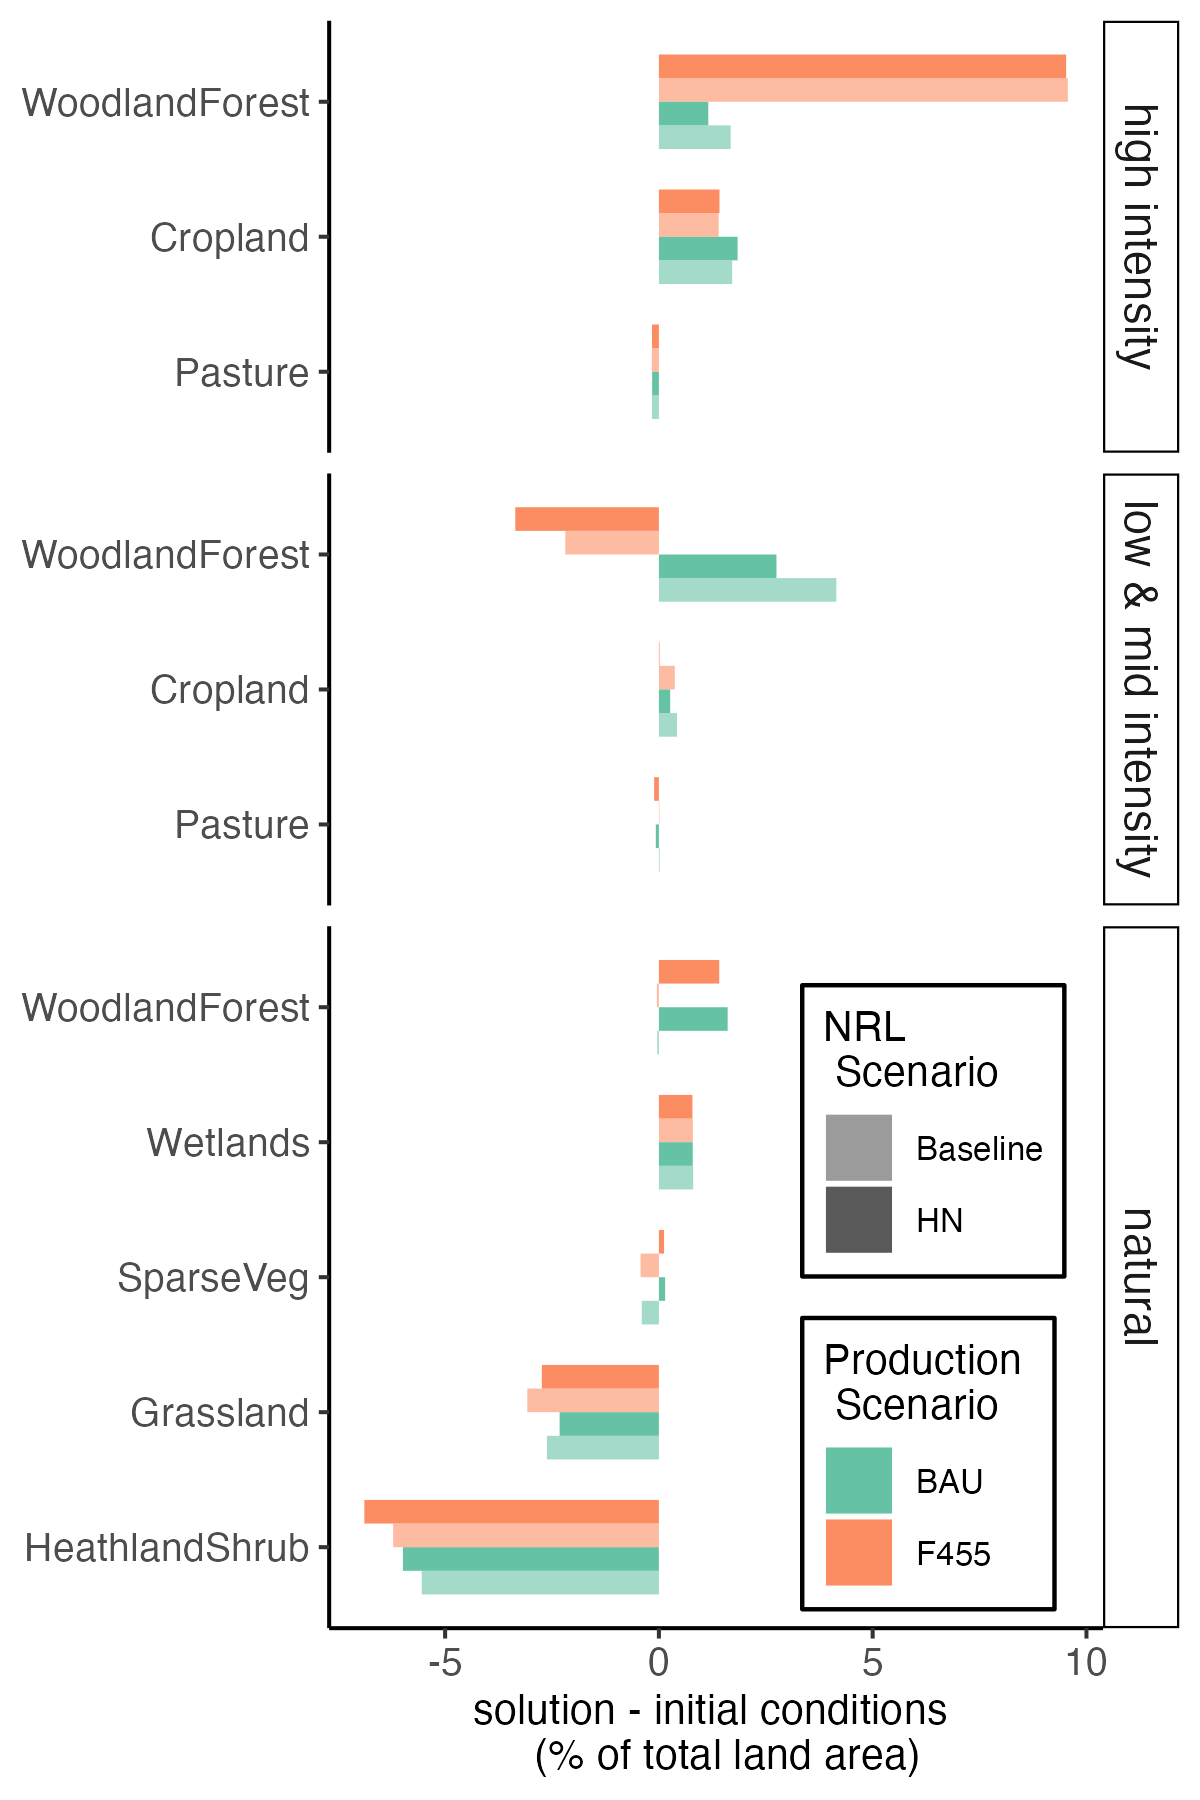 WoodlandForest
Cropland
Pasture
high intensity
WoodlandForest
Cropland
Pasture
low & mid intensity
WoodlandForest
Wetlands
SparseVeg
Grassland
HeathlandShrub
natural
NRL
Scenario
Baseline
HN
Production
Scenario
BAU
F455
-5 0 5 10
solution - initial conditions
(% of total land area)